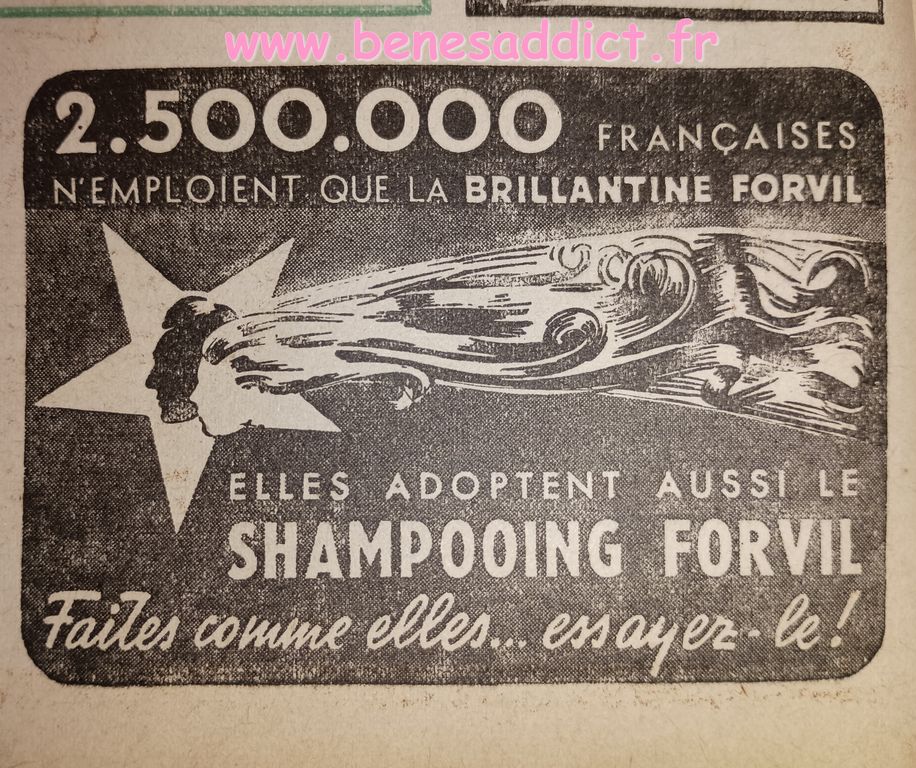 www.benesaddict.fr
2.500.000 FRANÇAISES
N'EMPLOIENT QUE LA BRILLANTINE FORVIL
ELLES ADOPTENT AUSSI LE
SHAMPOOING FORVIL
Faites comme elles... essayez-le!